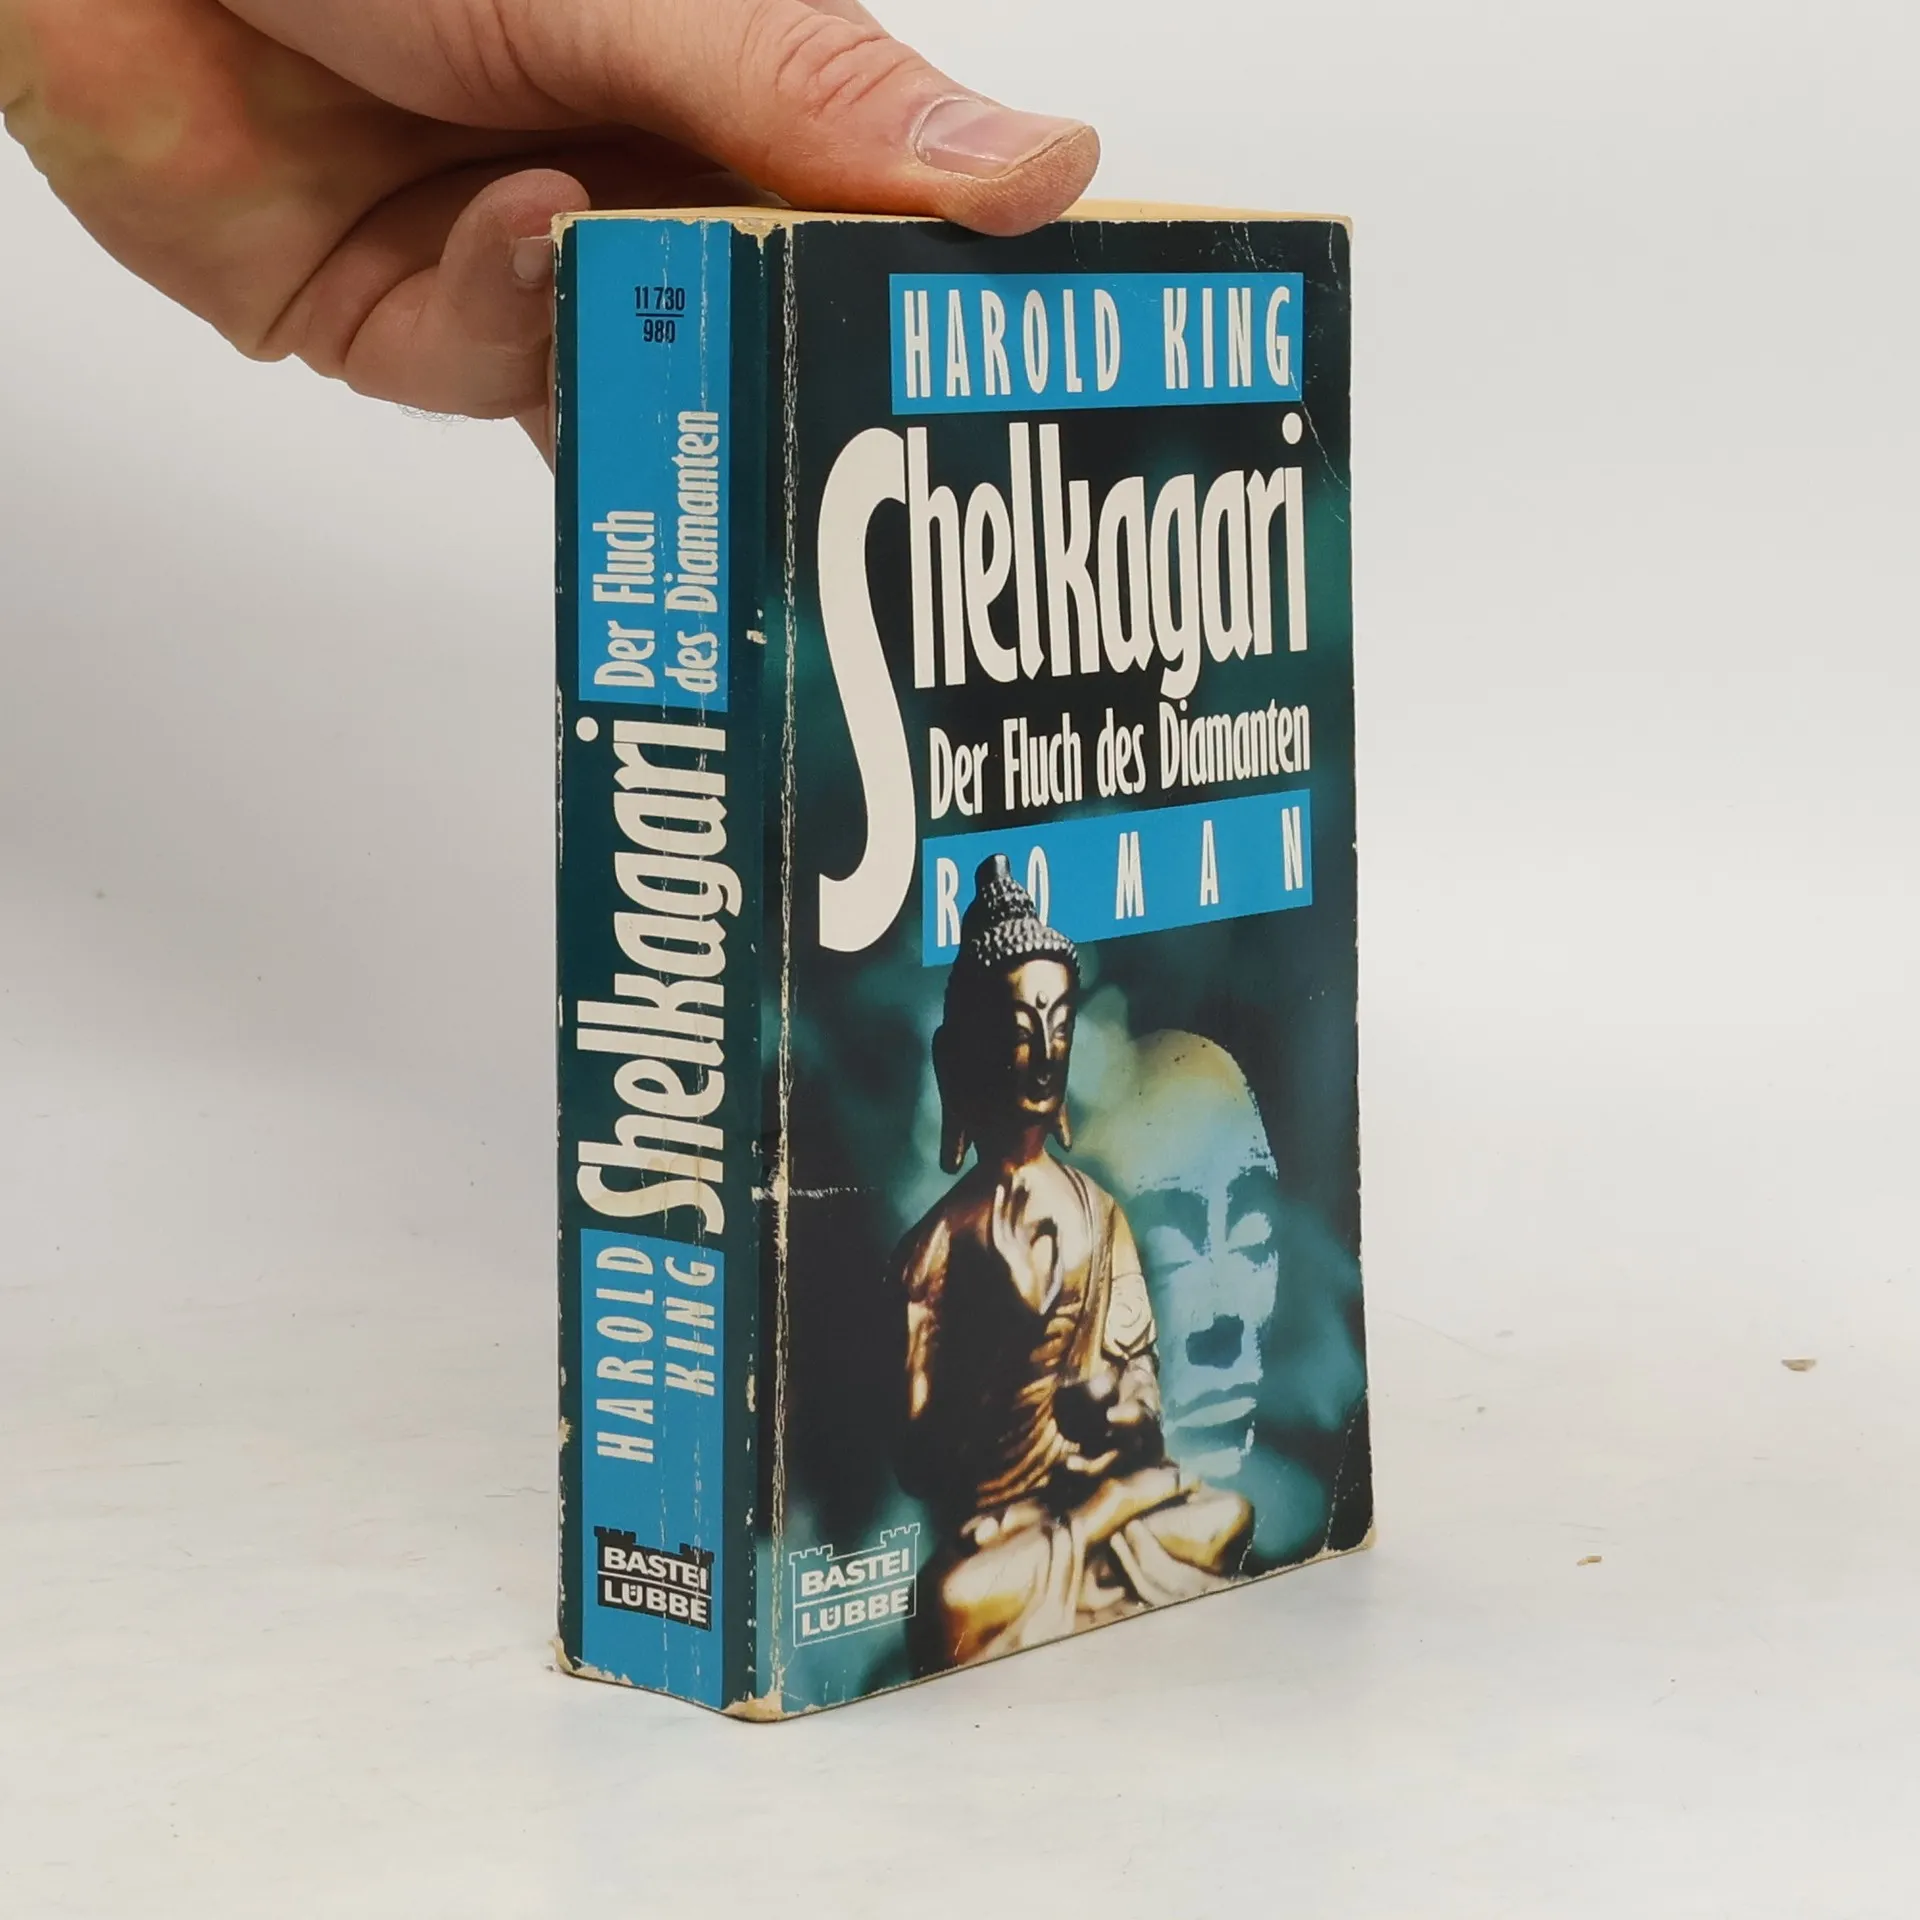 11 730
980
Der Fluch
des Diamanten
Shelkagari
HAROLD
KING
BASTEI
LÜBBE
HAROLD KING
Shelkagari
Der Fluch des Diamanten
ROMAN
BASTEI
LÜBBE